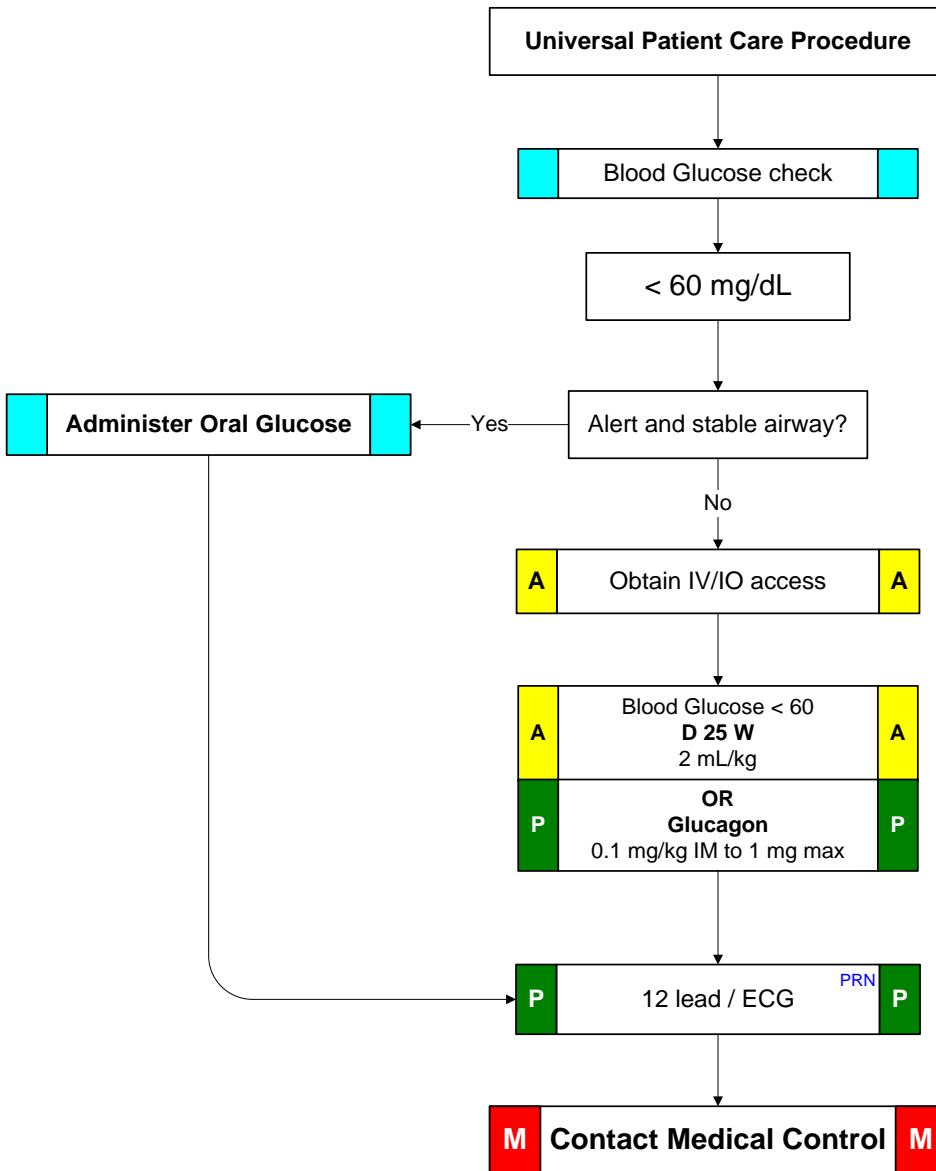 Universal Patient Care Procedure
Blood Glucose check
< 60 mg/dL
Administer Oral Glucose
Yes
Alert and stable airway?
No
A Obtain IV/IO access A
Blood Glucose < 60
A D 25 W A
2 mL/kg
OR
P Glucagon P
0.1 mg/kg IM to 1 mg max
PRN
P 12 lead / ECG P
M Contact Medical Control M